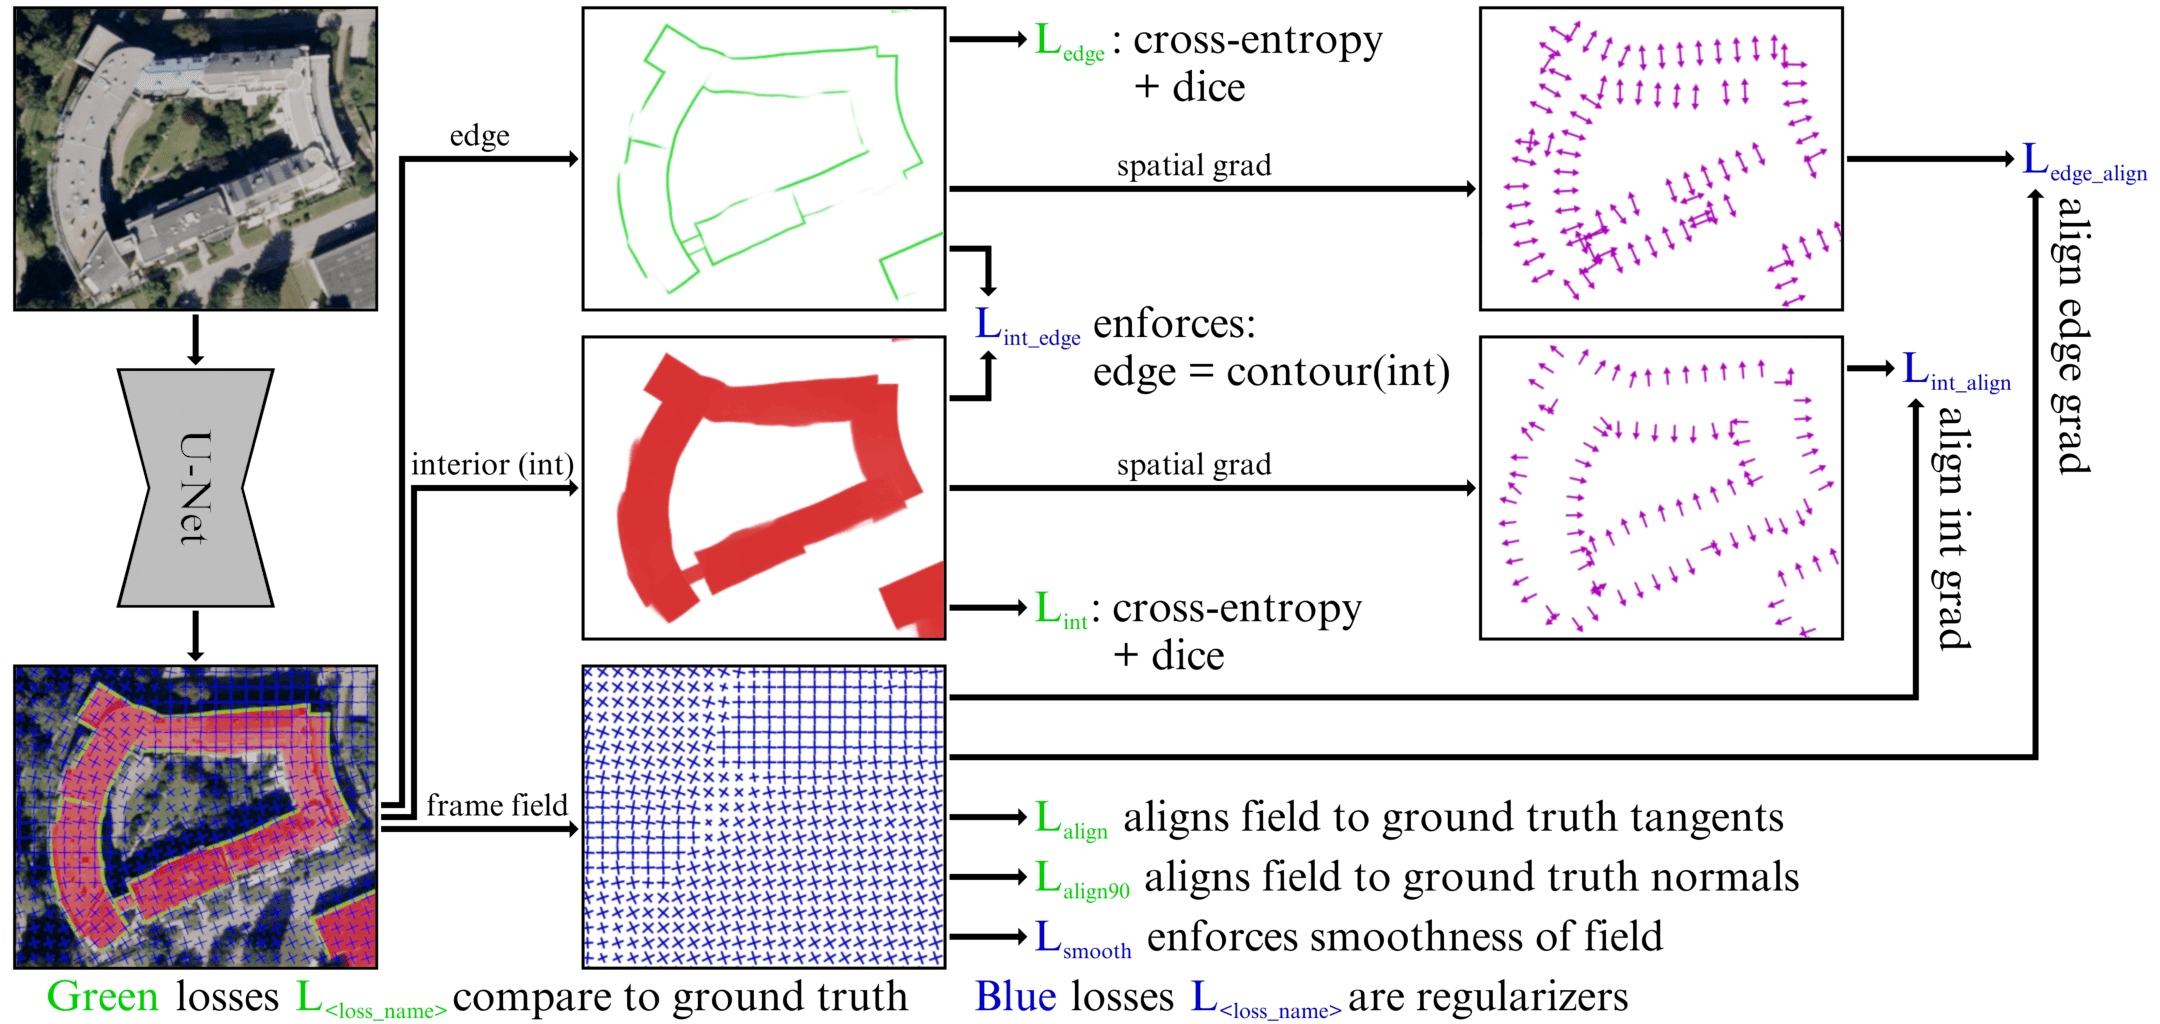 edge
L_edge : cross-entropy
+ dice
spatial grad
L_edge_align
align edge grad
L_int_edge enforces:
edge = contour(int)
L_int_align
align int grad
U-Net
interior (int)
spatial grad
L_int : cross-entropy
+ dice
frame field
L_align aligns field to ground truth tangents
L_align90 aligns field to ground truth normals
L_smooth enforces smoothness of field
Green losses L_<loss_name> compare to ground truth
Blue losses L_<loss_name> are regularizers